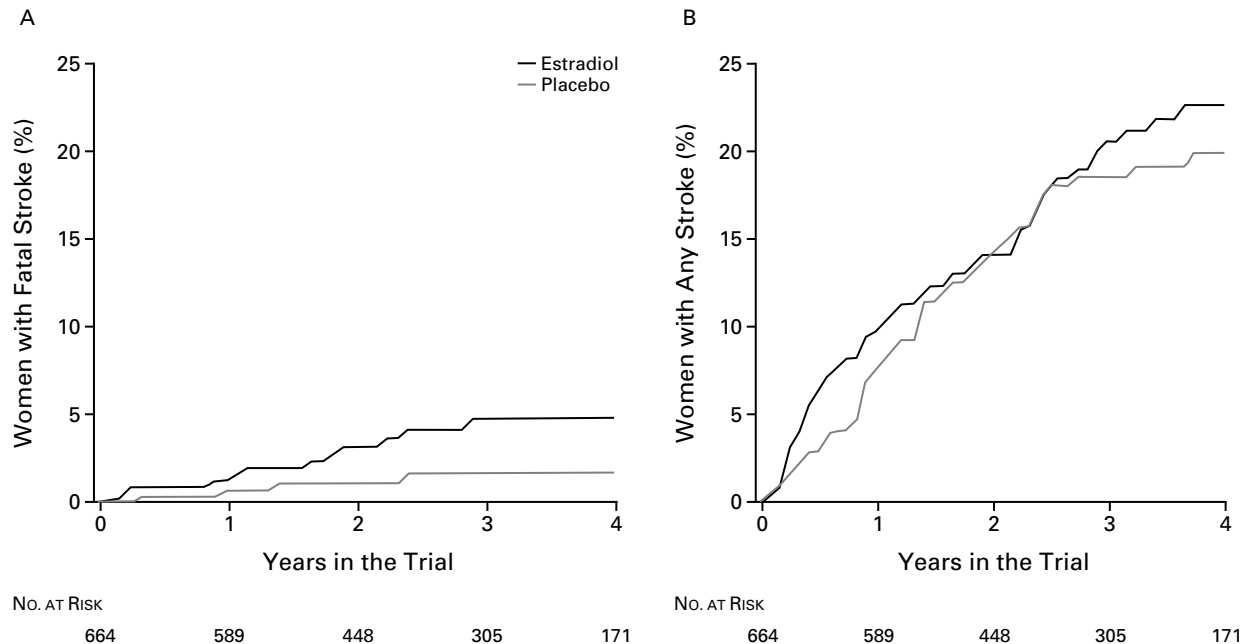 A
Women with Fatal Stroke (%)
25
20
15
10
5
0
Estradiol
Placebo
0 1 2 3 4
Years in the Trial
NO. AT RISK
664 589 448 305 171
B
Women with Any Stroke (%)
25
20
15
10
5
0
0 1 2 3 4
Years in the Trial
NO. AT RISK
664 589 448 305 171